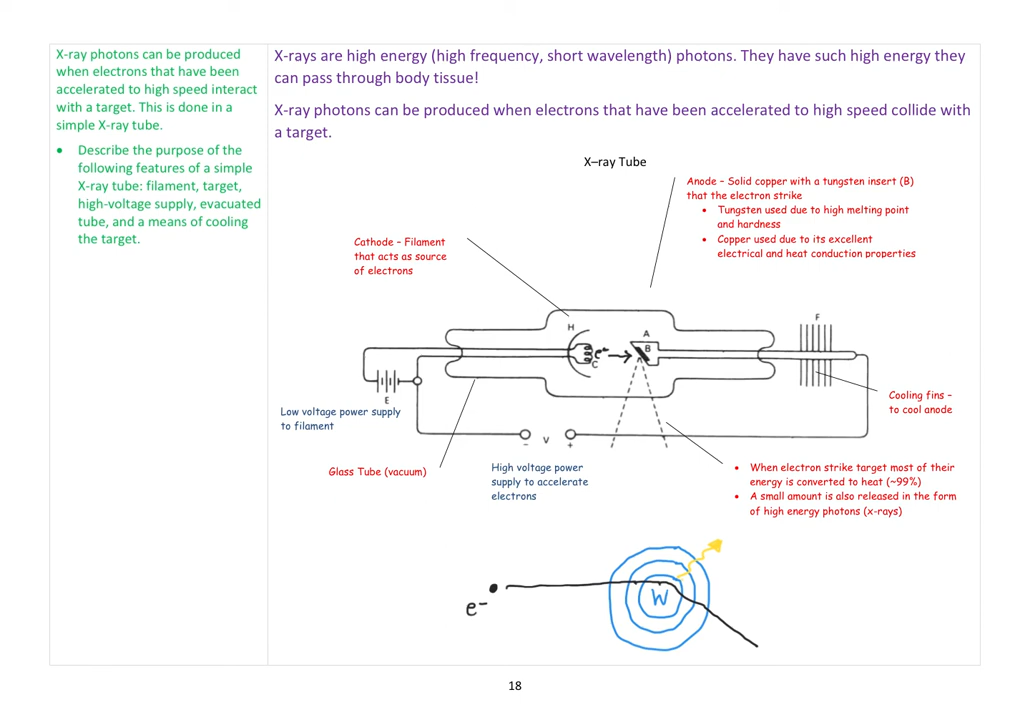 X-ray photons can be produced
when electrons that have been
accelerated to high speed interact
with a target. This is done in a
simple X-ray tube.
• Describe the purpose of the
following features of a simple
X-ray tube: filament, target,
high-voltage supply, evacuated
tube, and a means of cooling
the target.
X-rays are high energy (high frequency, short wavelength) photons. They have such high energy they
can pass through body tissue!
X-ray photons can be produced when electrons that have been accelerated to high speed collide with
a target.
X–ray Tube
Anode – Solid copper with a tungsten insert (B)
that the electron strike
• Tungsten used due to high melting point
and hardness
• Copper used due to its excellent
electrical and heat conduction properties
Cathode – Filament
that acts as source
of electrons
H
A
F
B
e-
C
E
Low voltage power supply
to filament
Cooling fins –
to cool anode
- V +
Glass Tube (vacuum)
High voltage power
supply to accelerate
electrons
• When electron strike target most of their
energy is converted to heat (~99%)
• A small amount is also released in the form
of high energy photons (x-rays)
e-
W
18